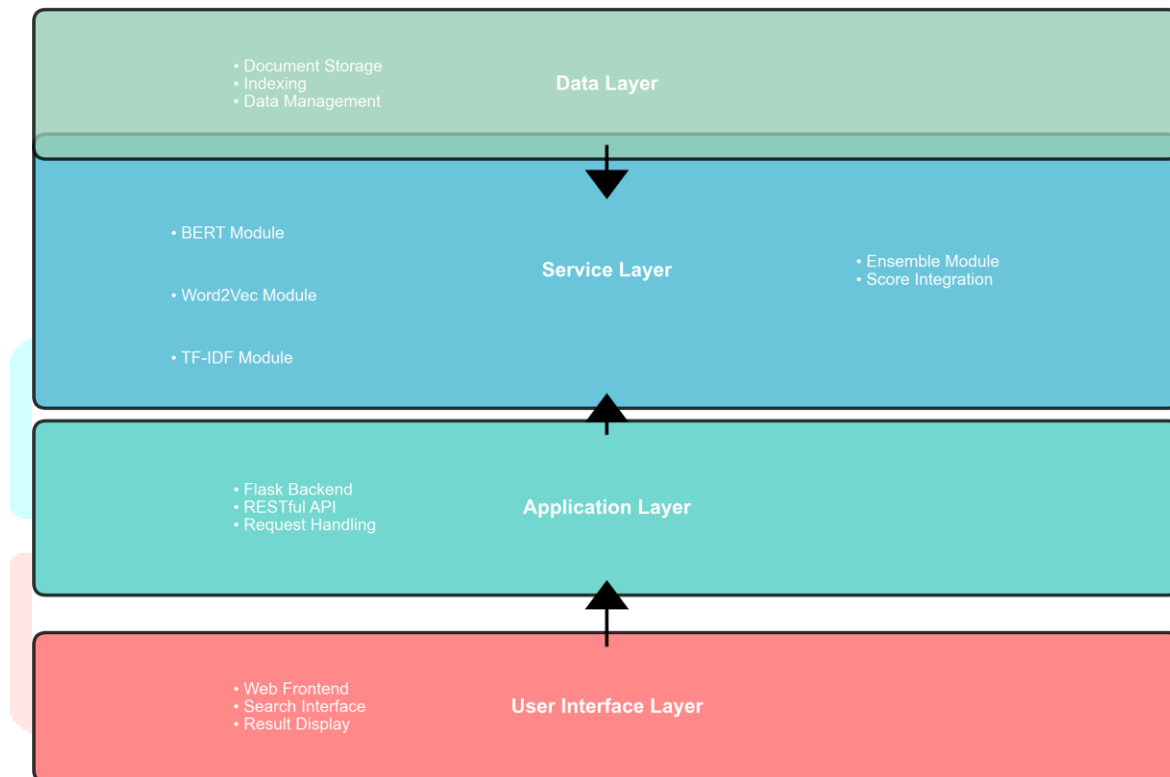 • Document Storage
• Indexing
• Data Management
Data Layer
• BERT Module
• Word2Vec Module
• TF-IDF Module
Service Layer
• Ensemble Module
• Score Integration
• Flask Backend
• RESTful API
• Request Handling
Application Layer
• Web Frontend
• Search Interface
• Result Display
User Interface Layer